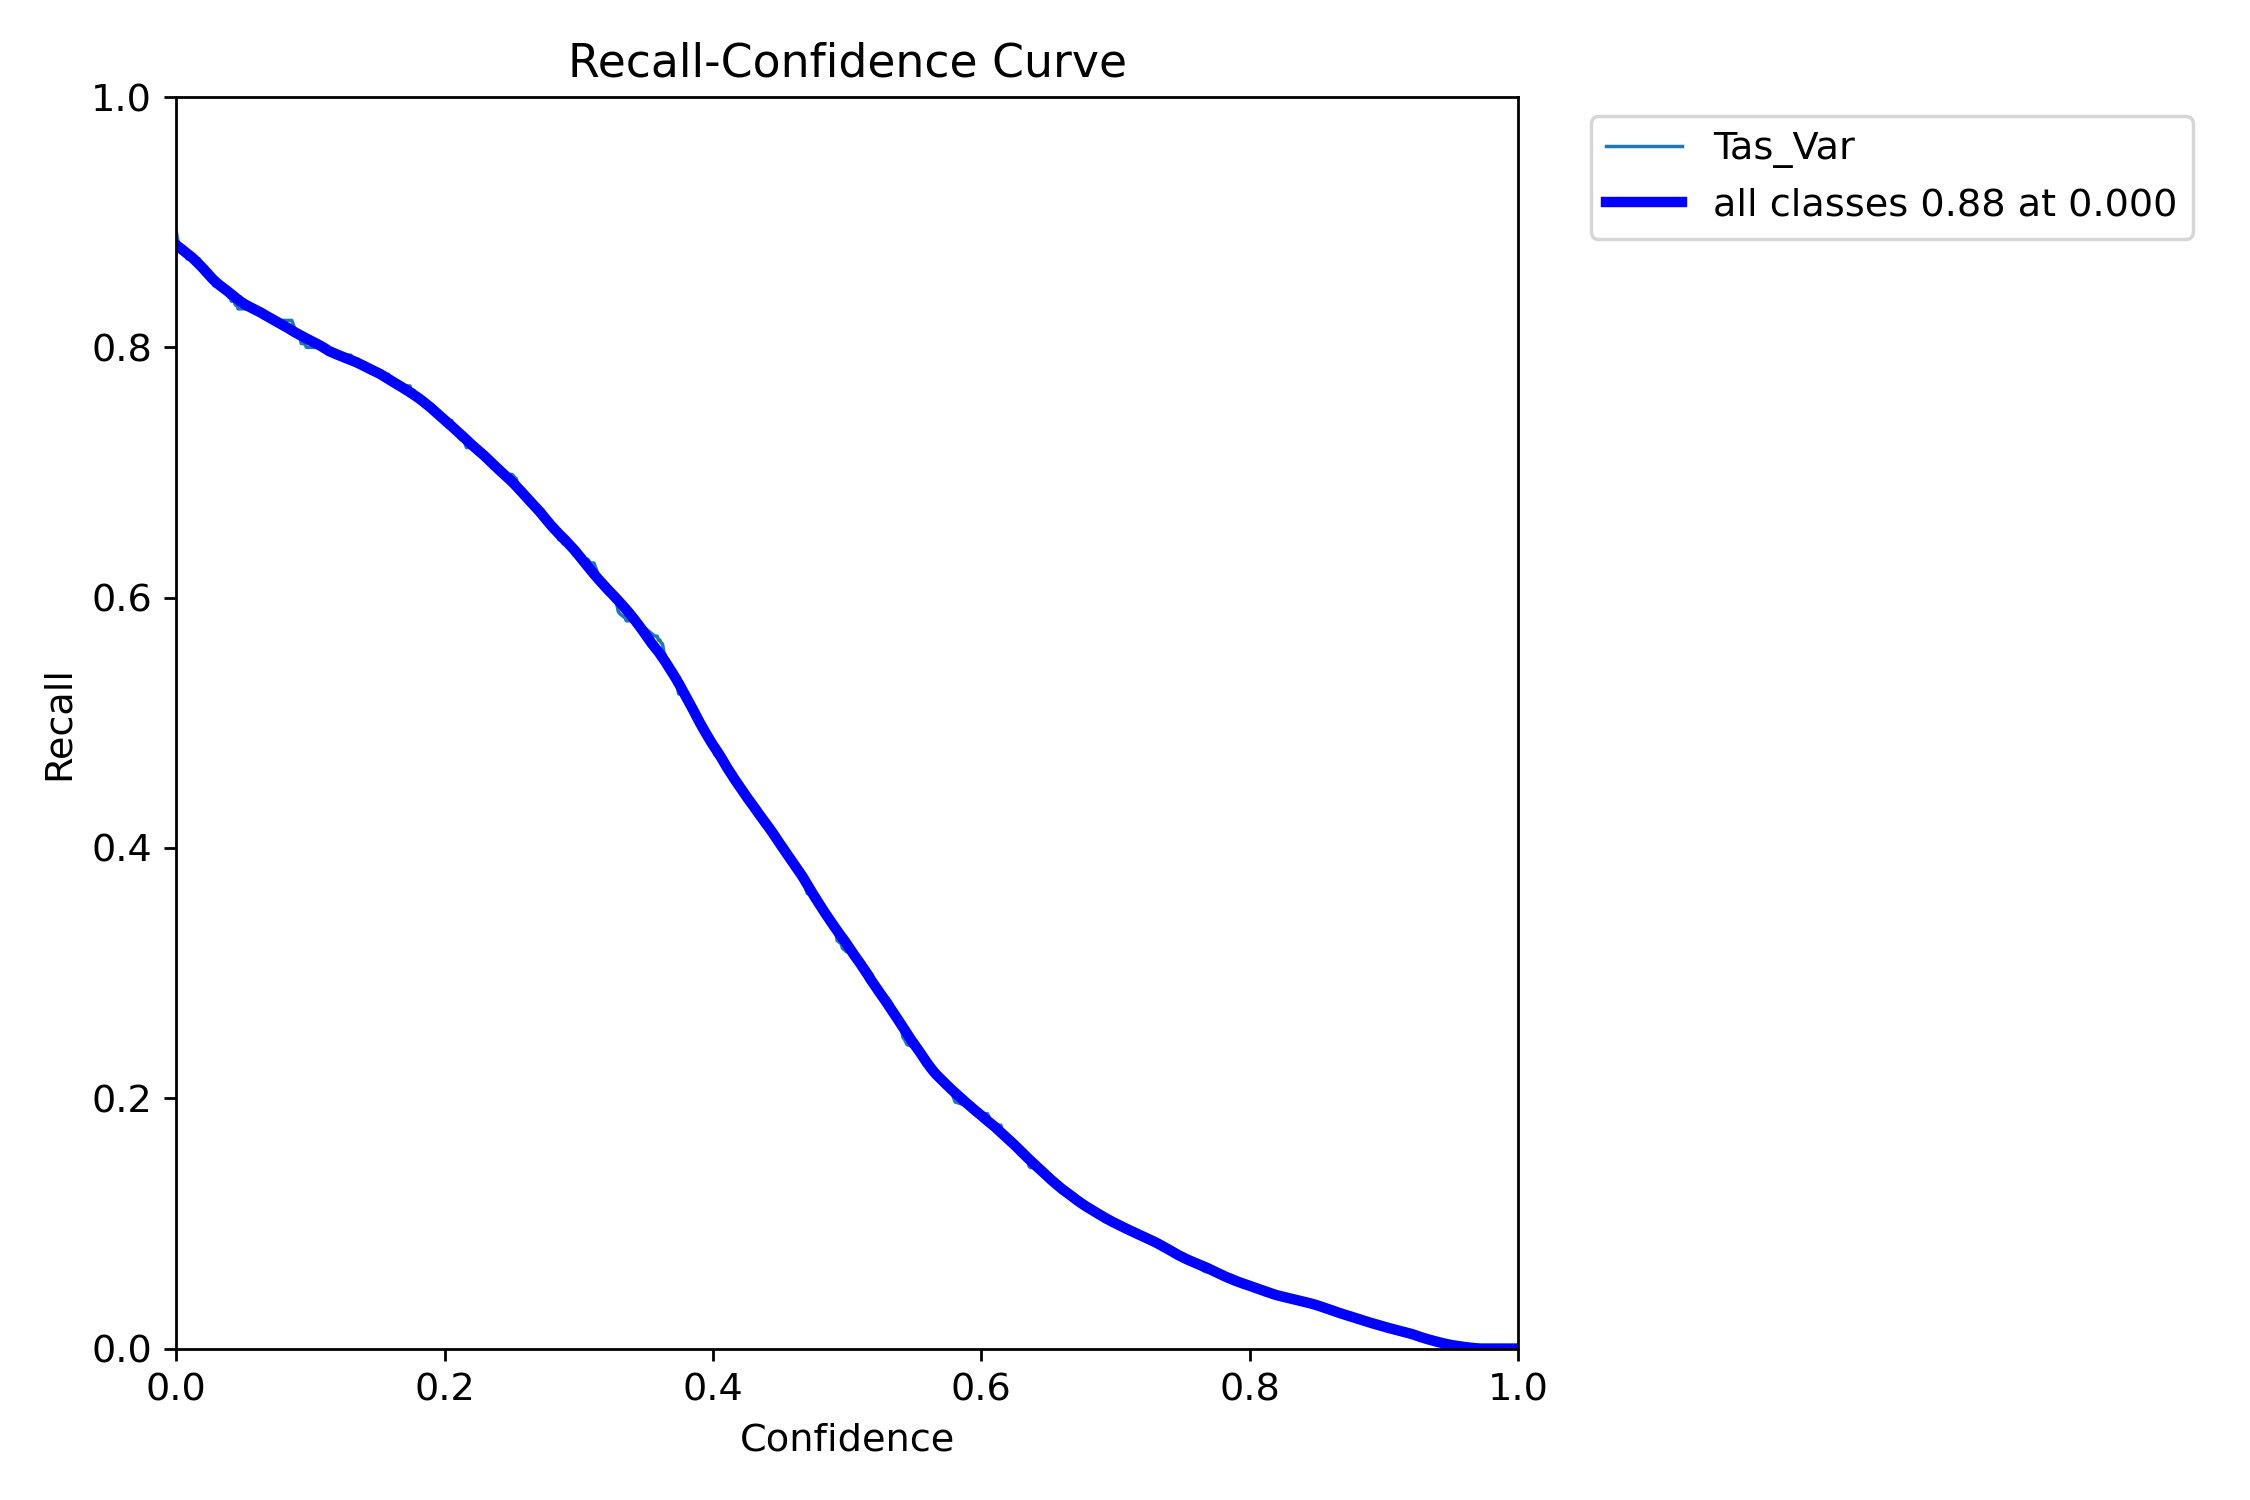 Recall-Confidence Curve
Tas_Var
all classes 0.88 at 0.000
1.0
0.8
0.6
0.4
0.2
0.0
Recall
0.0 0.2 0.4 0.6 0.8 1.0
Confidence